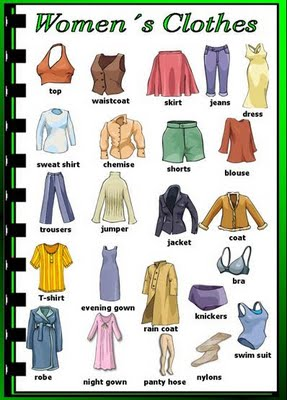 Women´s Clothes
top
waistcoat
skirt
jeans
dress
sweat shirt
chemise
shorts
blouse
trousers
jumper
jacket
coat
T-shirt
evening gown
rain coat
bra
knickers
swim suit
robe
night gown
panty hose
nylons